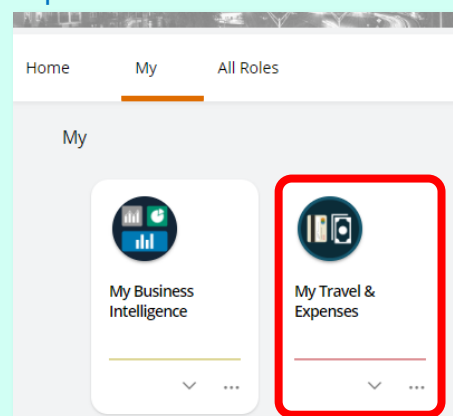 Home My All Roles
My
My Business
Intelligence
My Travel &
Expenses